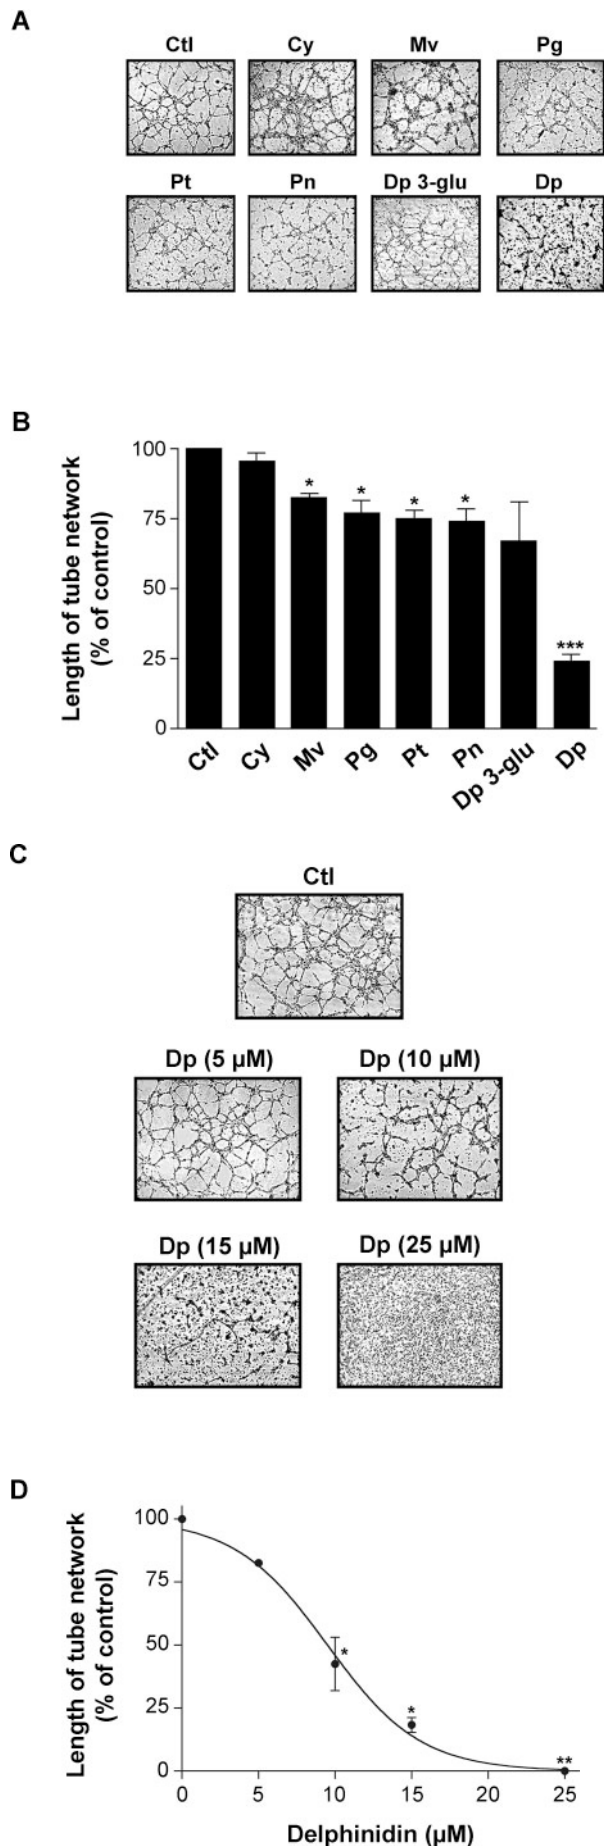 A
Ctl Cy Mv Pg
Pt Pn Dp 3-glu Dp
B
Length of tube network
(% of control)
100
75
50
25
0
* * * * ***
Ctl Cy Mv Pg Pt Pn Dp 3-glu Dp
C
Ctl
Dp (5 µM) Dp (10 µM)
Dp (15 µM) Dp (25 µM)
D
Length of tube network
(% of control)
100
75
50
25
0
* * **
0 5 10 15 20 25
Delphinidin (µM)